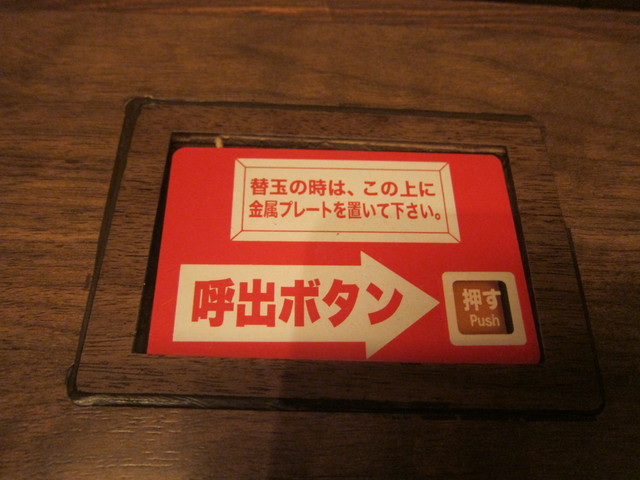 替玉の時は、この上に
金属プレートを置いて下さい。
呼出ボタン
押す
Push